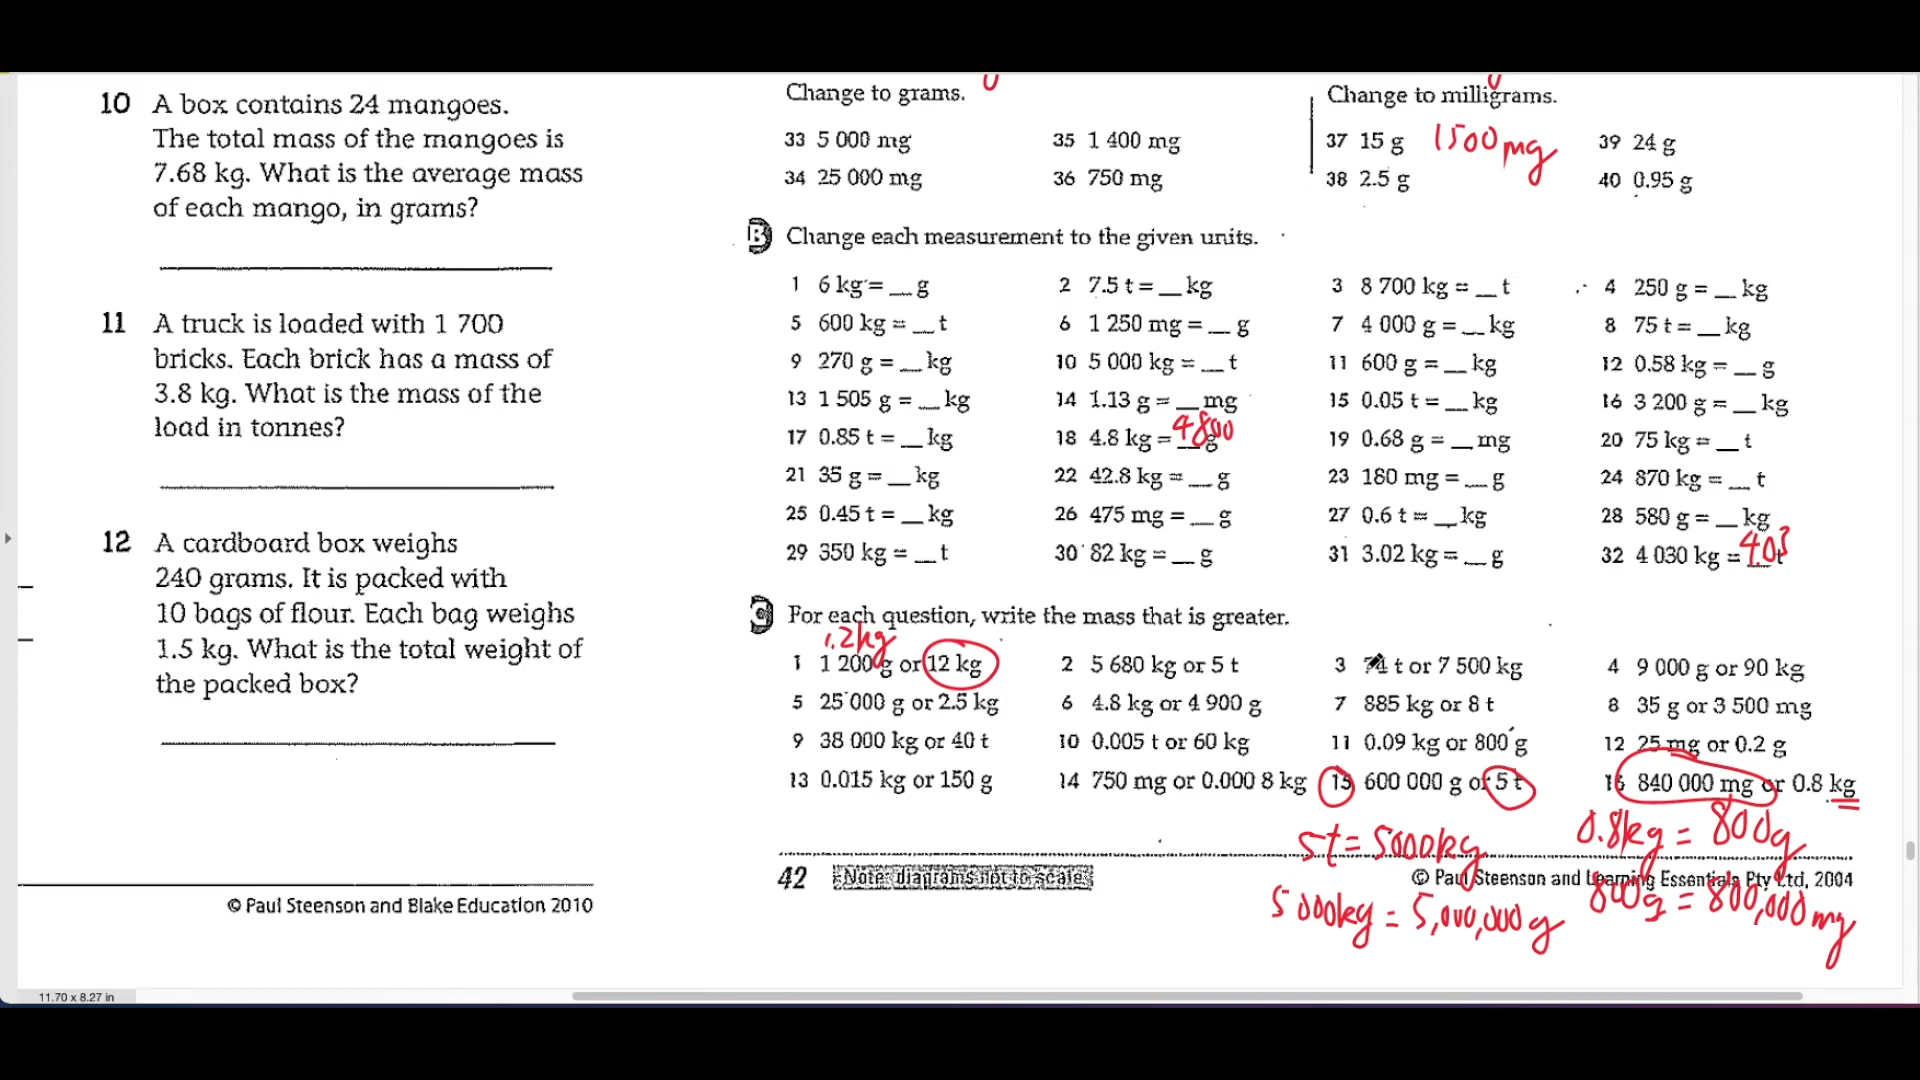 10 A box contains 24 mangoes.
The total mass of the mangoes is
7.68 kg. What is the average mass
of each mango, in grams?
11 A truck is loaded with 1 700
bricks. Each brick has a mass of
3.8 kg. What is the mass of the
load in tonnes?
12 A cardboard box weighs
240 grams. It is packed with
10 bags of flour. Each bag weighs
1.5 kg. What is the total weight of
the packed box?
© Paul Steenson and Blake Education 2010
11.70 x 8.27 in
Change to grams.
33 5 000 mg 35 1 400 mg
34 25 000 mg 36 750 mg
Change to milligrams.
37 15 g 1500 mg 39 24 g
38 2.5 g 40 0.95 g
B Change each measurement to the given units.
1 6 kg = __ g 2 7.5 t = __ kg 3 8 700 kg = __ t 4 250 g = __ kg
5 600 kg = __ t 6 1 250 mg = __ g 7 4 000 g = __ kg 8 75 t = __ kg
9 270 g = __ kg 10 5 000 kg = __ t 11 600 g = __ kg 12 0.58 kg = __ g
13 1 505 g = __ kg 14 1.13 g = __ mg 15 0.05 t = __ kg 16 3 200 g = __ kg
17 0.85 t = __ kg 18 4.8 kg = 4800 g 19 0.68 g = __ mg 20 75 kg = __ t
21 35 g = __ kg 22 42.8 kg = __ g 23 180 mg = __ g 24 870 kg = __ t
25 0.45 t = __ kg 26 475 mg = __ g 27 0.6 t = __ kg 28 580 g = __ kg
29 350 kg = __ t 30 82 kg = __ g 31 3.02 kg = __ g 32 4 030 kg = 4.03 t
For each question, write the mass that is greater.
1.2kg
1 1 200 g or 12 kg 2 5 680 kg or 5 t 3 t or 7 500 kg 4 9 000 g or 90 kg
5 25 000 g or 2.5 kg 6 4.8 kg or 4 900 g 7 885 kg or 8 t 8 35 g or 3 500 mg
9 38 000 kg or 40 t 10 0.005 t or 60 kg 11 0.09 kg or 800 g 12 25 mg or 0.2 g
13 0.015 kg or 150 g 14 750 mg or 0.000 8 kg 15 600 000 g or 5 t 16 840 000 mg or 0.8 kg
5t = 5000kg 0.8kg = 800g
42 Note: diagrams not to scale. © Paul Steenson and Learning Essentials Pty Ltd, 2004
5000kg = 5,000,000g 800g = 800,000 mg